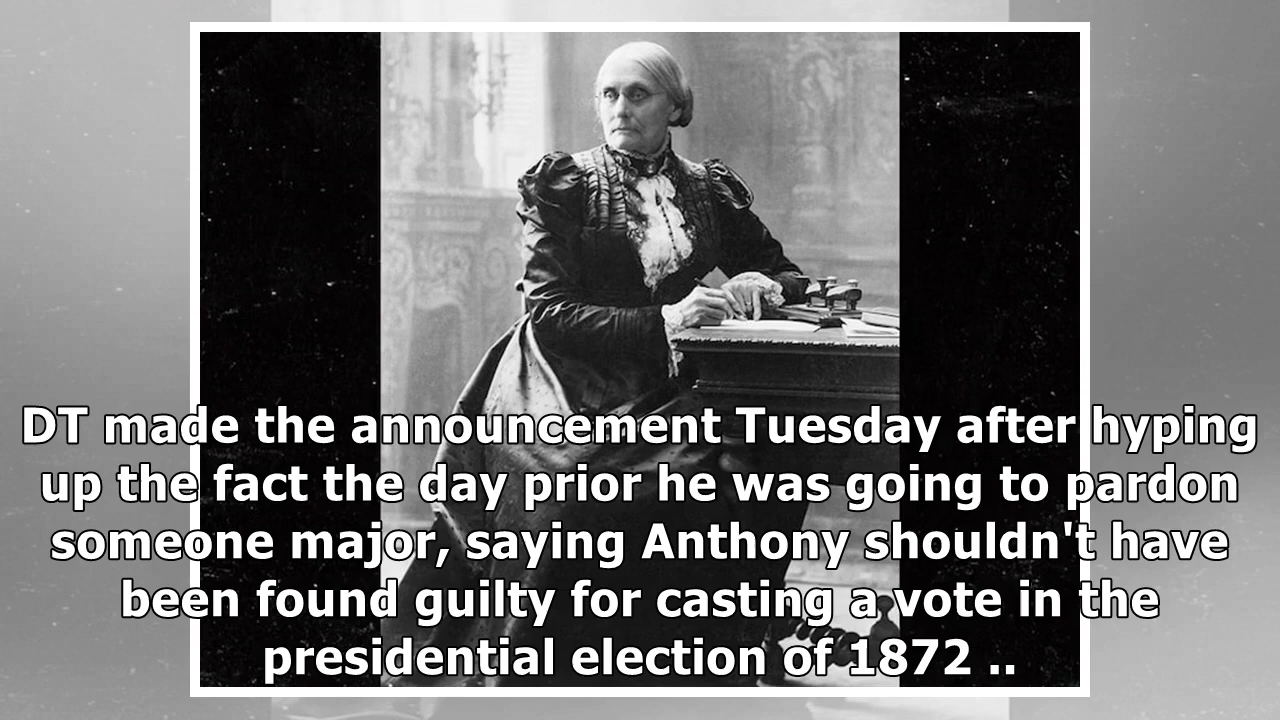 DT made the announcement Tuesday after hyping
up the fact the day prior he was going to pardon
someone major, saying Anthony shouldn't have
been found guilty for casting a vote in the
presidential election of 1872 ..